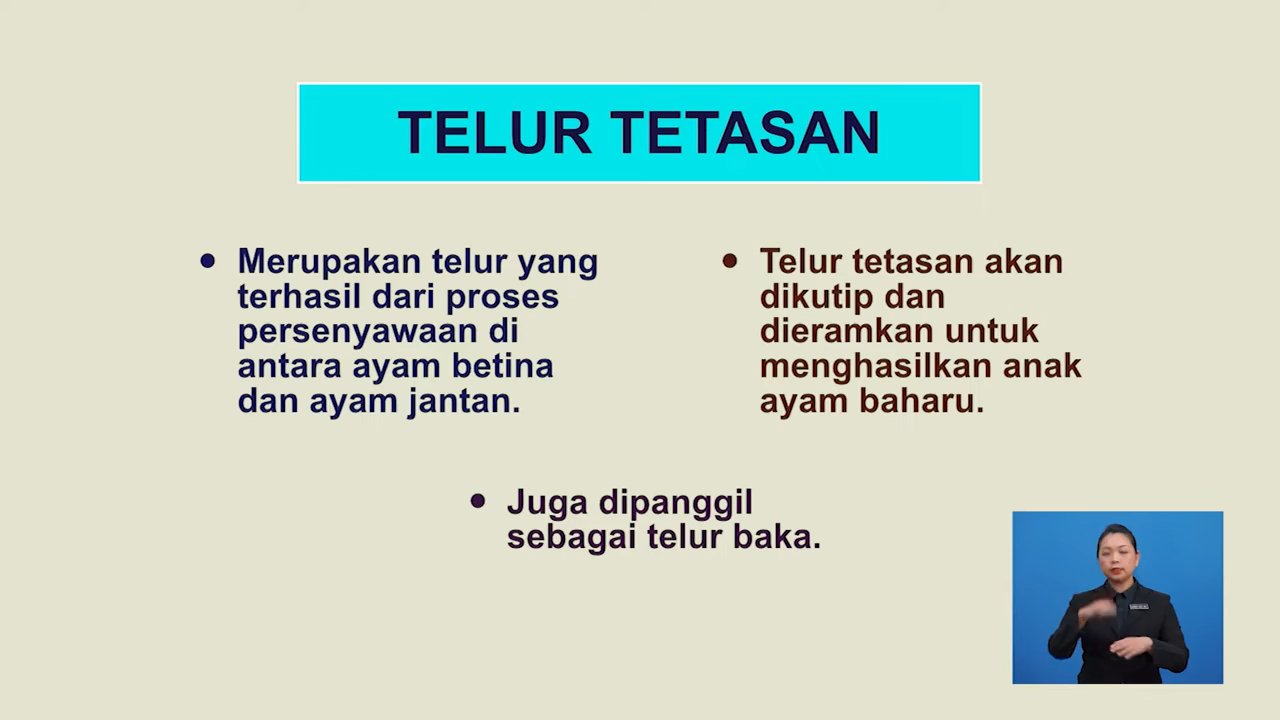 TELUR TETASAN
• Merupakan telur yang
terhasil dari proses
persenyawaan di
antara ayam betina
dan ayam jantan.
• Telur tetasan akan
dikutip dan
dieramkan untuk
menghasilkan anak
ayam baharu.
• Juga dipanggil
sebagai telur baka.